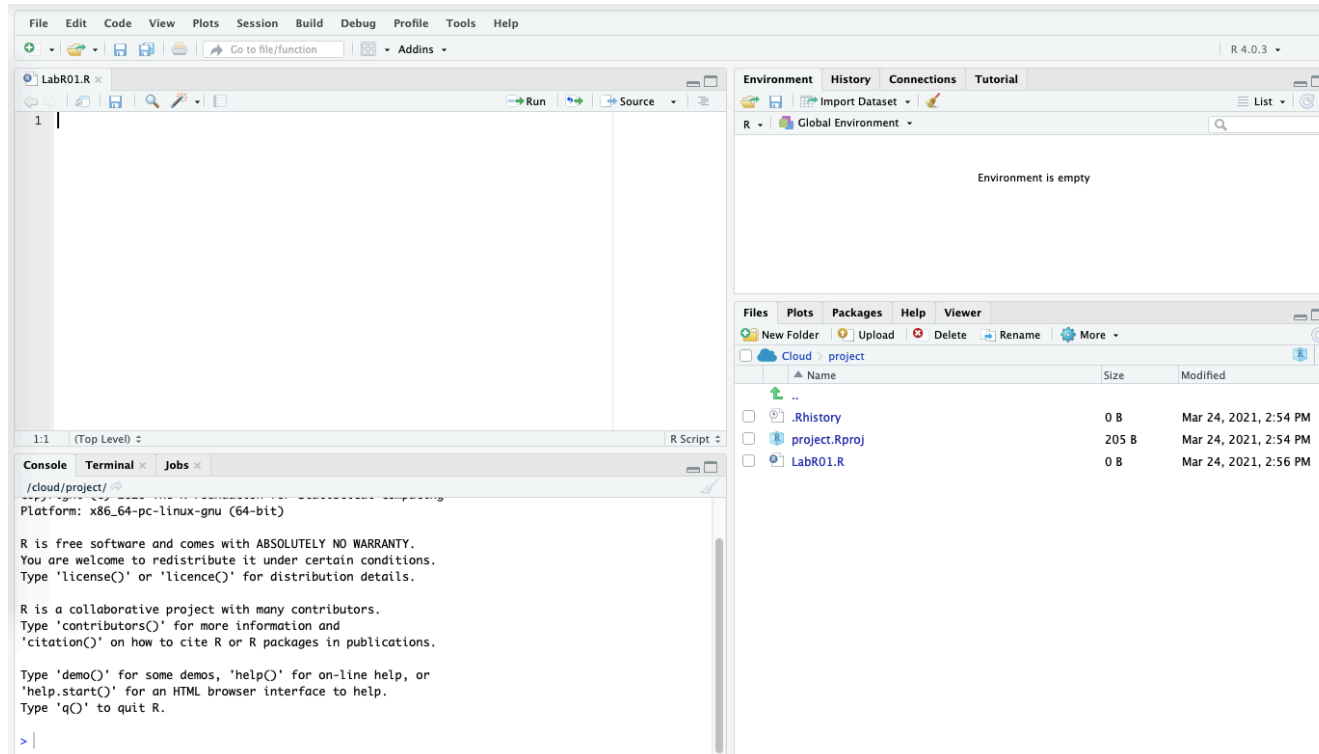 File Edit Code View Plots Session Build Debug Profile Tools Help
Go to file/function Addins R 4.0.3
LabR01.R
Run Source
1
1:1 (Top Level) R Script
Console Terminal Jobs
/cloud/project/
Platform: x86_64-pc-linux-gnu (64-bit)
R is free software and comes with ABSOLUTELY NO WARRANTY.
You are welcome to redistribute it under certain conditions.
Type 'license()' or 'licence()' for distribution details.
R is a collaborative project with many contributors.
Type 'contributors()' for more information and
'citation()' on how to cite R or R packages in publications.
Type 'demo()' for some demos, 'help()' for on-line help, or
'help.start()' for an HTML browser interface to help.
Type 'q()' to quit R.
>
Environment History Connections Tutorial
Import Dataset List
R Global Environment
Environment is empty
Files Plots Packages Help Viewer
New Folder Upload Delete Rename More
Cloud > project
Name Size Modified
..
.Rhistory 0 B Mar 24, 2021, 2:54 PM
project.Rproj 205 B Mar 24, 2021, 2:54 PM
LabR01.R 0 B Mar 24, 2021, 2:56 PM